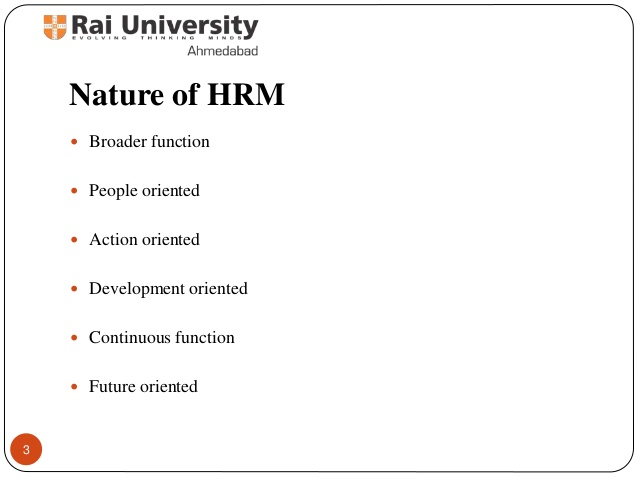 Rai University
EVOLVING THINKING MINDS
Ahmedabad
Nature of HRM
• Broader function
• People oriented
• Action oriented
• Development oriented
• Continuous function
• Future oriented
3